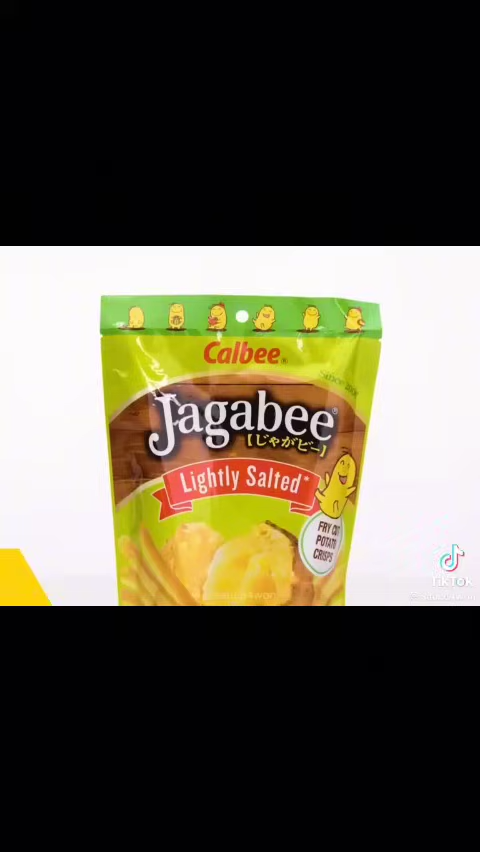 Calbee®
Jagabee®
【じゃがビー】
Lightly Salted*
FRY CUT
POTATO
CRISPS
TikTok